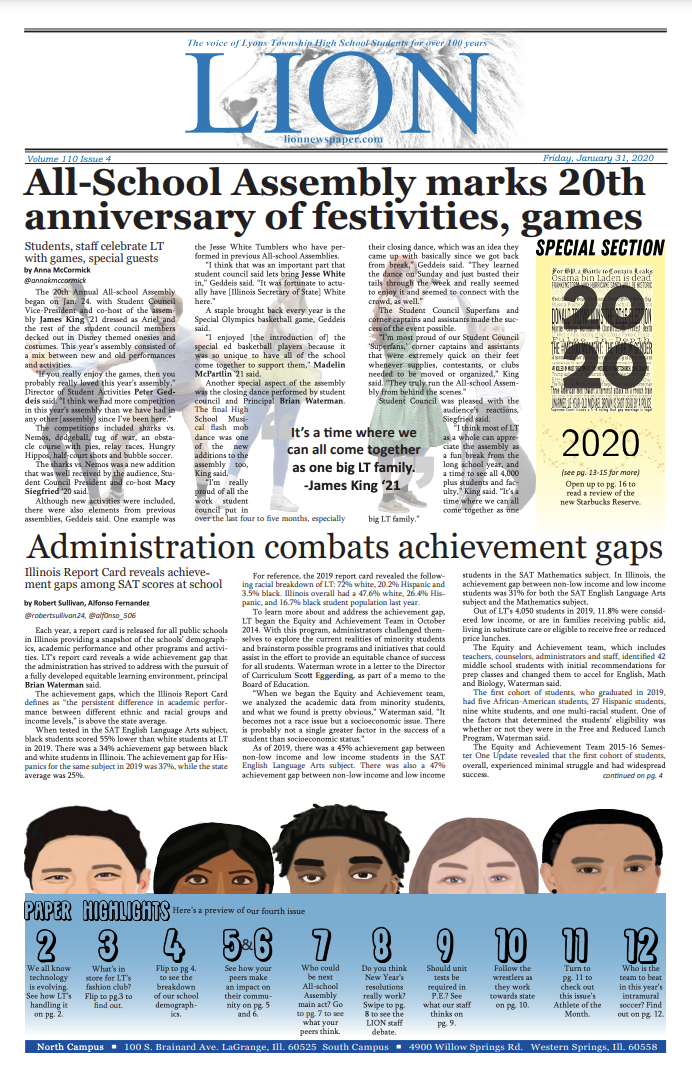 The voice of Lyons Township High School Students for over 100 years
LION
lionnewspaper.com
Volume 110 Issue 4
Friday, January 31, 2020
All-School Assembly marks 20th
anniversary of festivities, games
Students, staff celebrate LT
with games, special guests
by Anna McCormick
@annakmccormick
The 20th Annual All-school Assembly
began on Jan. 24. with Student Council
Vice-President and co-host of the assem-
bly James King '21 dressed as Ariel and
the rest of the student council members
decked out in Disney themed onesies and
costumes. This year's assembly consisted of
a mix between new and old performances
and activities.
"If you really enjoy the games, then you
probably really loved this year's assembly,"
Director of Student Activities Peter Ged-
deis said. "I think we had more competition
in this year's assembly than we have had in
any other [assembly] since I've been here."
The competitions included sharks vs.
Nemos, dodgeball, tug of war, an obsta-
cle course with pies, relay races, Hungry
Hippos, half-court shots and bubble soccer.
The sharks vs. Nemos was a new addition
that was well received by the audience, Stu-
dent Council President and co-host Macy
Siegfried '20 said.
Although new activities were included,
there were also elements from previous
assemblies, Geddeis said. One example was
the Jesse White Tumblers who have per-
formed in previous All-school Assemblies.
"I think that was an important part that
student council said lets bring Jesse White
in," Geddeis said. "It was fortunate to actu-
ally have [Illinois Secretary of State] White
here."
A staple brought back every year is the
Special Olympics basketball game, Geddeis
said.
"I enjoyed [the introduction of] the
special ed basketball players because it
was so unique to have all of the school
come together to support them," Madelin
McPartlin '21 said.
Another special aspect of the assembly
was the closing dance performed by student
council and Principal Brian Waterman.
The final High
School Musi-
cal flash mob
dance was one
of the new
additions to the
assembly too,
King said.
"I'm really
proud of all the
work student
council put in
over the last four to five months, especially
their closing dance, which was an idea they
came up with basically since we got back
from break," Geddeis said. "They learned
the dance on Sunday and just busted their
tails through the week and really seemed
to enjoy it and seemed to connect with the
crowd, as well."
The Student Council Superfans and
corner captains and assistants made the suc-
cess of the event possible.
"I'm most proud of our Student Council
'Superfans,' corner captains and assistants
that were extremely quick on their feet
whenever supplies, contestants, or clubs
needed to be moved or organized," King
said. They truly run the All-school Assem-
bly from behind the scenes."
Student Council was pleased with the
audience's reactions,
Siegfried said.
"I think most of LT
as a whole can appre-
ciate the assembly as
a fun break from the
long school year, and
a time to see all 4,000
plus students and fac-
ulty," King said. "It's a
time where we can all
come together as one
big LT family."
It's a time where we
can all come together
as one big LT family.
-James King '21
SPECIAL SECTION
For GOP, a Battle to Contain Leaks
Osama bin Laden is dead
2020
2020
(see pg. 13-15 for more)
Open up to pg. 16 to
read a review of the
new Starbucks Reserve.
Administration combats achievement gaps
Illinois Report Card reveals achieve-
ment gaps among SAT scores at school
by Robert Sullivan, Alfonso Fernandez
@robertsullivan24, @alf0nso_506
Each year, a report card is released for all public schools
in Illinois providing a snapshot of the schools' demograph-
ics, academic performance and other programs and activi-
ties. LT's report card reveals a wide achievement gap that
the administration has strived to address with the pursuit of
a fully developed equitable learning environment, principal
Brian Waterman said.
The achievement gaps, which the Illinois Report Card
defines as "the persistent difference in academic perfor-
mance between different ethnic and racial groups and
income levels," is above the state average.
When tested in the SAT English Language Arts subject,
black students scored 55% lower than white students at LT
in 2019. There was a 34% achievement gap between black
and white students in Illinois. The achievement gap for His-
panics for the same subject in 2019 was 37%, while the state
average was 25%.
For reference, the 2019 report card revealed the follow-
ing racial breakdown of LT: 72% white, 20.2% Hispanic and
3.5% black. Illinois overall had a 47.6% white, 26.4% His-
panic, and 16.7% black student population last year.
To learn more about and address the achievement gap,
LT began the Equity and Achievement Team in October
2014. With this program, administrators challenged them-
selves to explore the current realities of minority students
and brainstorm possible programs and initiatives that could
assist in the effort to provide an equitable chance of success
for all students. Waterman wrote in a letter to the Director
of Curriculum Scott Eggerding, as part of a memo to the
Board of Education.
"When we began the Equity and Achievement team,
we analyzed the academic data from minority students,
and what we found is pretty obvious," Waterman said. "It
becomes not a race issue but a socioeconomic issue. There
is probably not a single greater factor in the success of a
student than socioeconomic status."
As of 2019, there was a 45% achievement gap between
non-low income and low income students in the SAT
English Language Arts subject. There was also a 47%
achievement gap between non-low income and low income
students in the SAT Mathematics subject. In Illinois, the
achievement gap between non-low income and low income
students was 31% for both the SAT English Language Arts
subject and the Mathematics subject.
Out of LT's 4,050 students in 2019, 11.8% were consid-
ered low income, or are in families receiving public aid,
living in substitute care or eligible to receive free or reduced
price lunches.
The Equity and Achievement Team, which includes
teachers, counselors, administrators and staff, identified 42
middle school students with initial recommendations for
prep classes and changed them to accel for English, Math
and Biology, Waterman said.
The first cohort of students, who graduated in 2019,
had five African-American students, 27 Hispanic students,
nine white students, and one multi-racial student. One of
the factors that determined the students' eligibility was
whether or not they were in the Free and Reduced Lunch
Program, Waterman said.
The Equity and Achievement Team 2015-16 Semes-
ter One Update revealed that the first cohort of students,
overall, experienced minimal struggle and had widespread
success.
continued on pg. 4
PAPER HIGHLIGHTS Here's a preview of our fourth issue
2
We all know
technology
is evolving.
See how LT's
handling it
on pg. 2.
3
What's in
store for LT's
fashion club?
Flip to pg.3 to
find out.
4
Flip to pg 4.
to see the
breakdown
of our school
demograph-
ics.
5&6
See how your
peers make
an impact on
their commu-
nity on pg. 5
and 6.
7
Who could
be next
All-school
Assembly
main act? Go
to pg. 7 to see
what your
peers think.
8
Do you think
New Year's
resolutions
really work?
Swipe to pg.
8 to see the
LION staff
debate.
9
Should unit
tests be
required in
P.E.? See
what our staff
thinks on
pg. 9.
10
Follow the
wrestlers as
they work
towards state
on pg. 10.
11
Turn to
pg. 11 to
check out
this issue's
Athlete of the
Month.
12
Who is the
team to beat
in this year's
intramural
soccer? Find
out on pg. 12.
North Campus ■ 100 S. Brainard Ave. LaGrange, Ill. 60525 South Campus ■ 4900 Willow Springs Rd. Western Springs, Ill. 60558